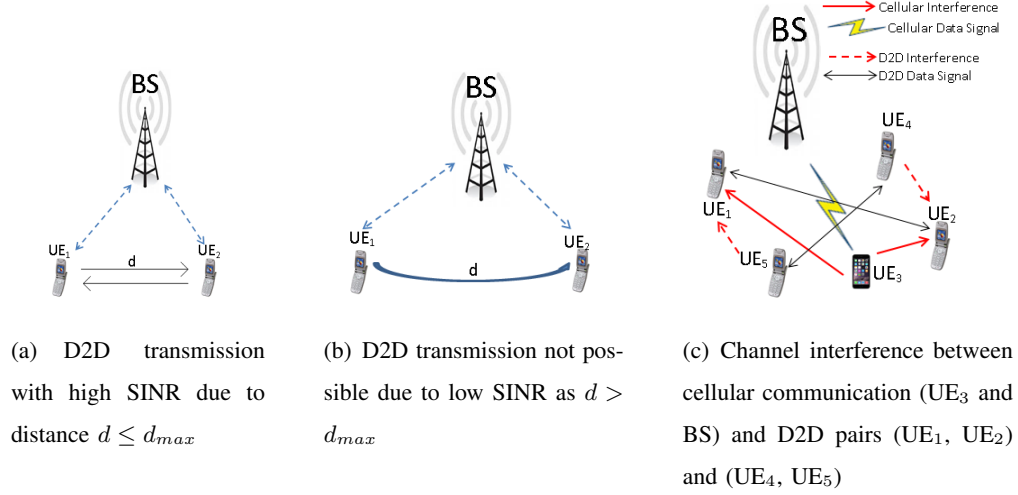 BS
UE1
UE2
d
BS
UE1
UE2
d
Cellular Interference
Cellular Data Signal
D2D Interference
D2D Data Signal
BS
UE4
UE1
UE2
UE5
UE3
(a) D2D transmission
with high SINR due to
distance d ≤ dmax
(b) D2D transmission not pos-
sible due to low SINR as d >
dmax
(c) Channel interference between
cellular communication (UE3 and
BS) and D2D pairs (UE1, UE2)
and (UE4, UE5)